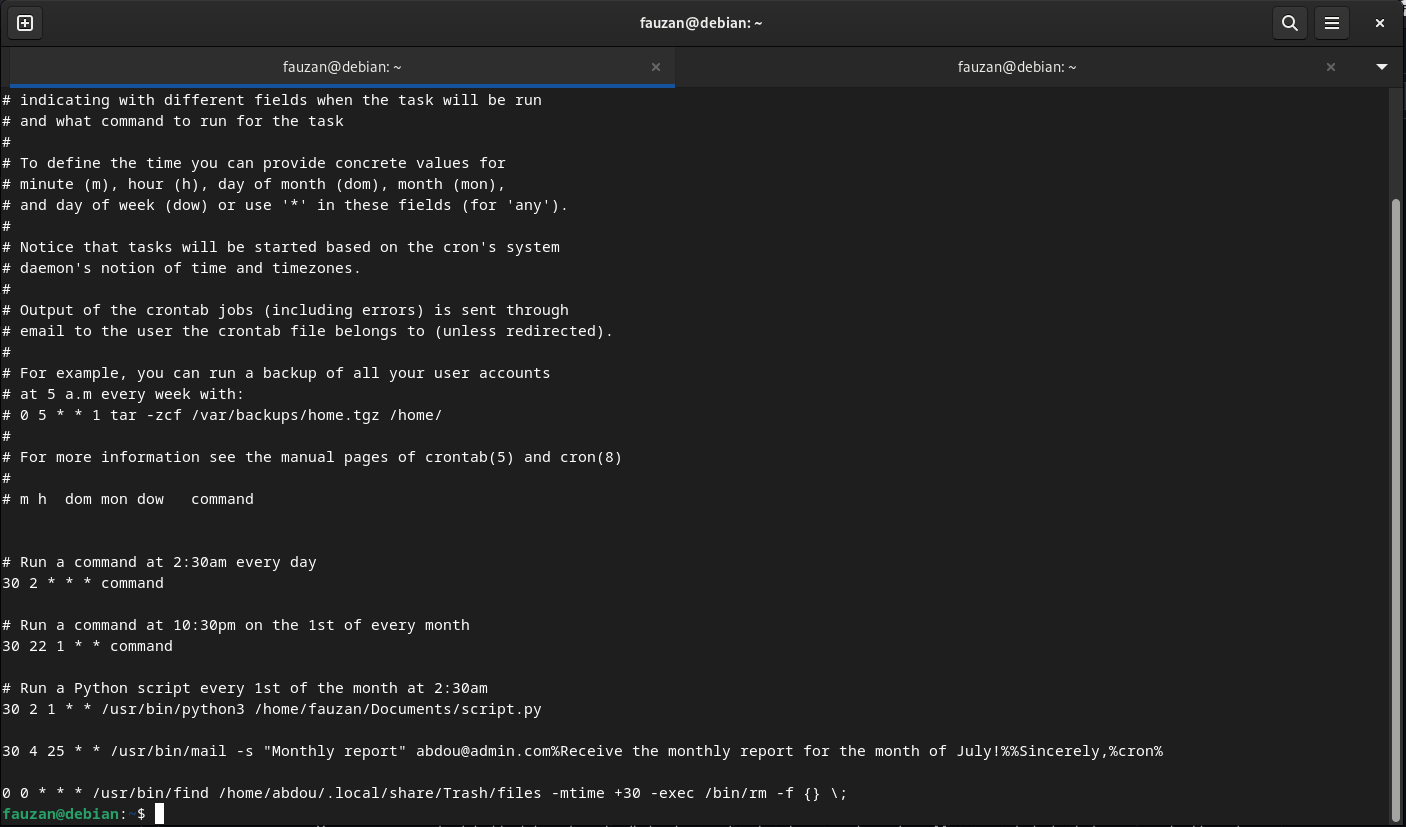 fauzan@debian: ~
fauzan@debian: ~
fauzan@debian: ~
# indicating with different fields when the task will be run
# and what command to run for the task
#
# To define the time you can provide concrete values for
# minute (m), hour (h), day of month (dom), month (mon),
# and day of week (dow) or use '*' in these fields (for 'any').
#
# Notice that tasks will be started based on the cron's system
# daemon's notion of time and timezones.
#
# Output of the crontab jobs (including errors) is sent through
# email to the user the crontab file belongs to (unless redirected).
#
# For example, you can run a backup of all your user accounts
# at 5 a.m every week with:
# 0 5 * * 1 tar -zcf /var/backups/home.tgz /home/
#
# For more information see the manual pages of crontab(5) and cron(8)
#
# m h  dom mon dow   command
# Run a command at 2:30am every day
30 2 * * * command
# Run a command at 10:30pm on the 1st of every month
30 22 1 * * command
# Run a Python script every 1st of the month at 2:30am
30 2 1 * * /usr/bin/python3 /home/fauzan/Documents/script.py
30 4 25 * * /usr/bin/mail -s "Monthly report" abdou@admin.com%Receive the monthly report for the month of July!%%Sincerely,%cron%
0 0 * * * /usr/bin/find /home/abdou/.local/share/Trash/files -mtime +30 -exec /bin/rm -f {} \;
fauzan@debian:~$